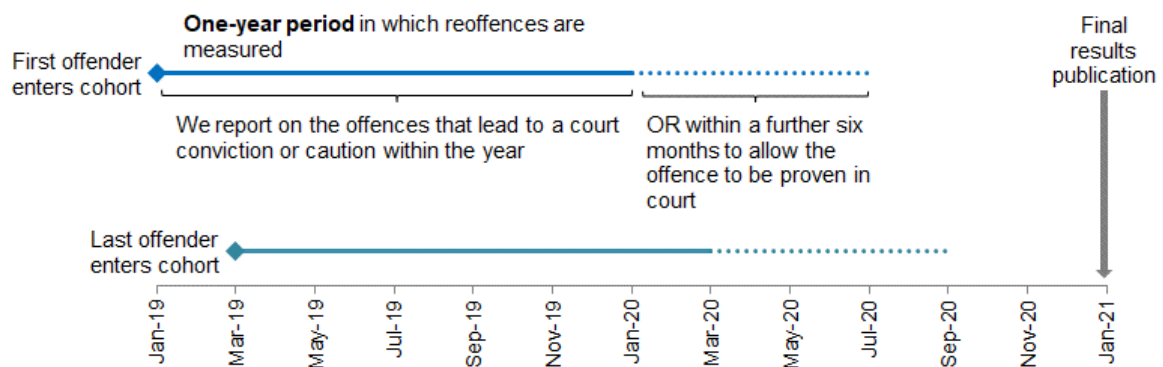 One-year period in which reoffences are
measured
Final
results
publication
First offender
enters cohort
We report on the offences that lead to a court
conviction or caution within the year
OR within a further six
months to allow the
offence to be proven in
court
Last offender
enters cohort
Jan-19
Mar-19
May-19
Jul-19
Sep-19
Nov-19
Jan-20
Mar-20
May-20
Jul-20
Sep-20
Nov-20
Jan-21